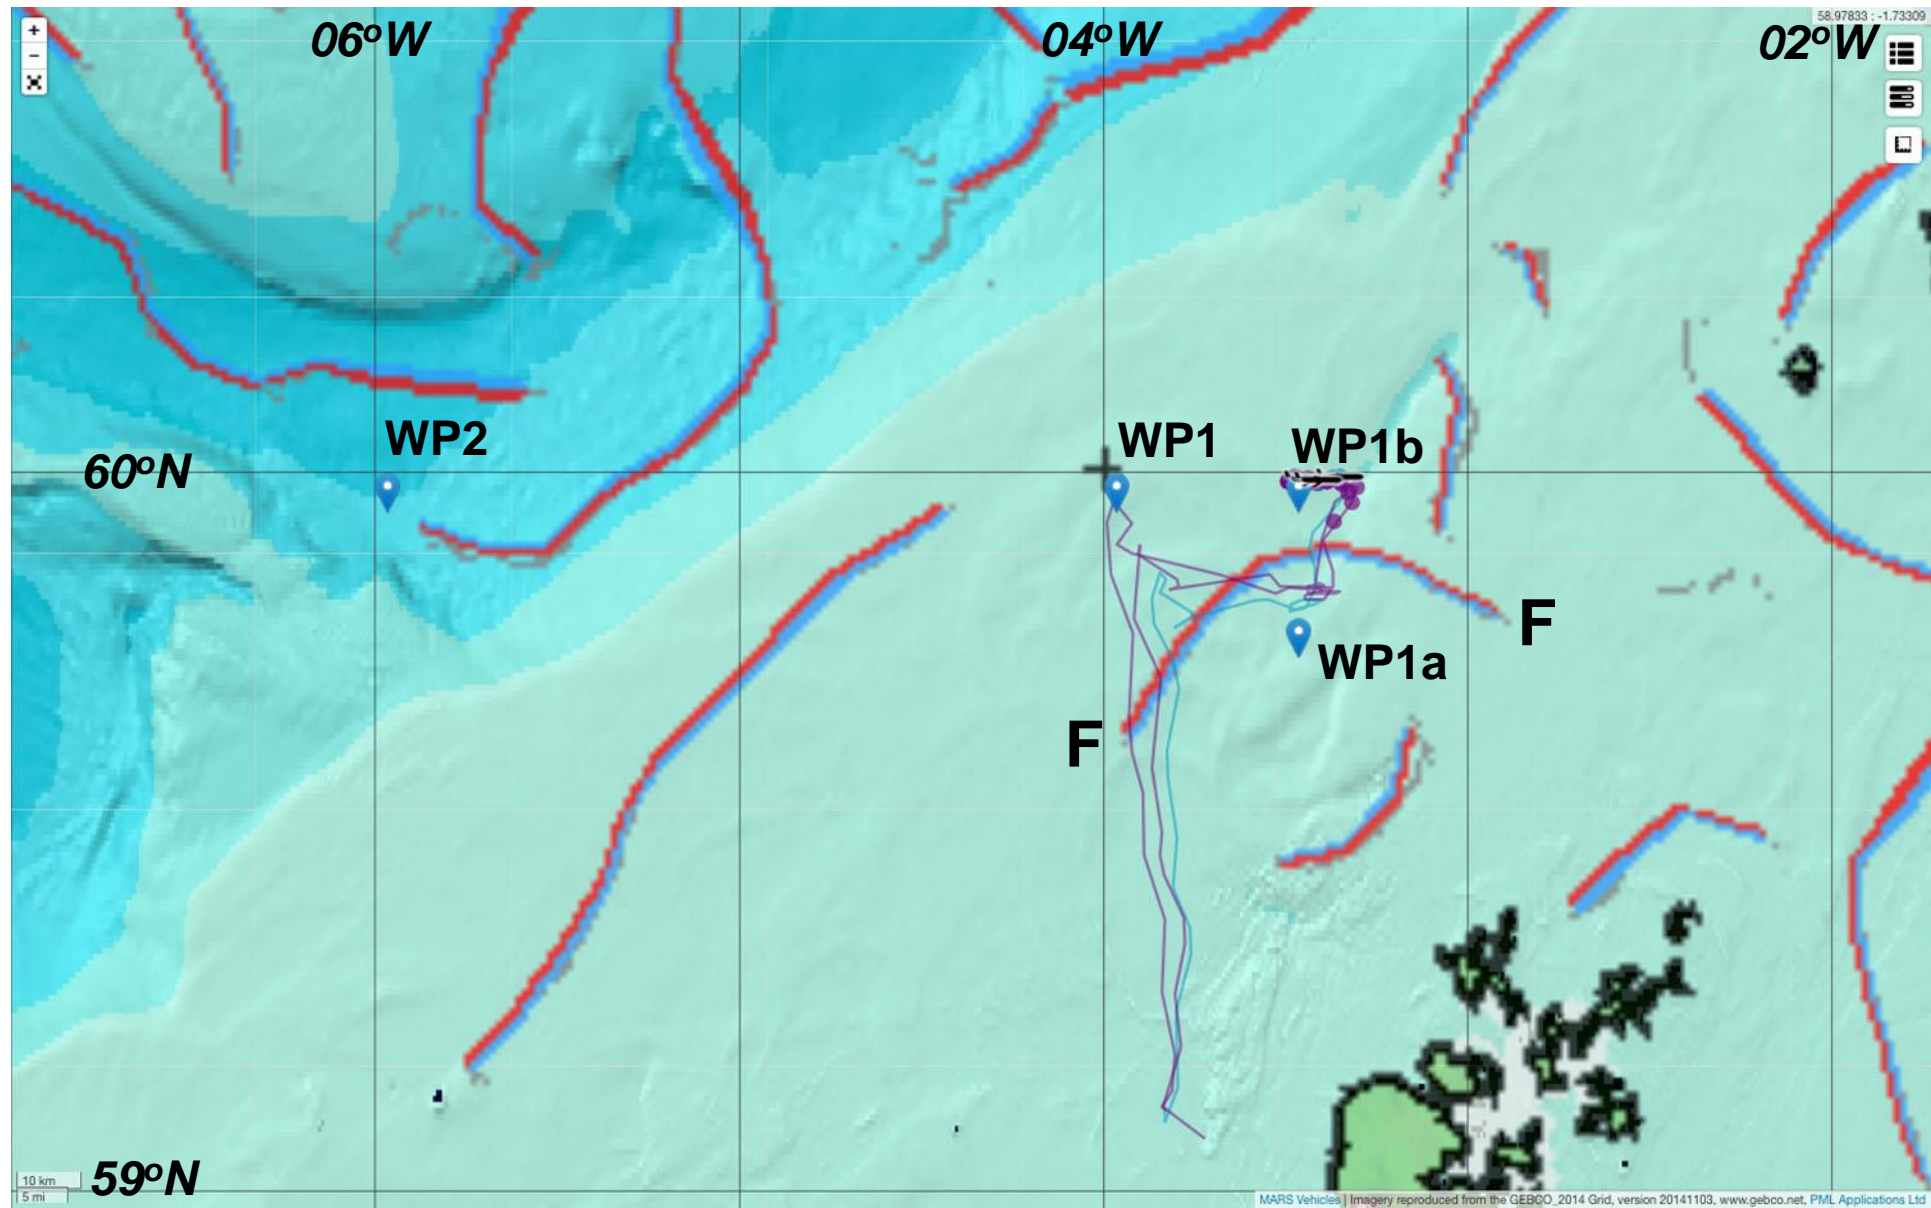 58.97833 : -1.73309
+
06°W
04°W
02°W
-
WP2
WP1
WP1b
60°N
F
WP1a
F
10 km
59°N
5 mi
MARS Vehicles | Imagery reproduced from the GEBCO_2014 Grid, version 20141103, www.gebco.net, PML Applications Ltd